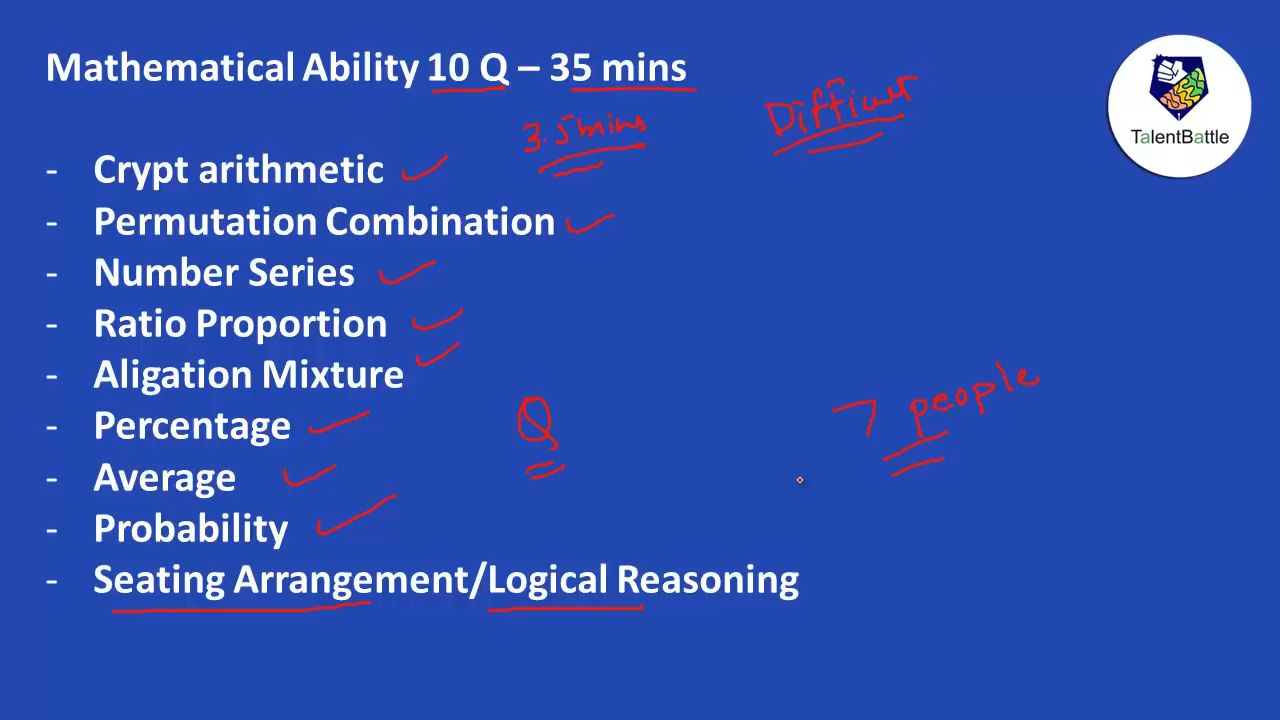 Mathematical Ability 10 Q – 35 mins
3.5mins
Difficult
TalentBattle
- Crypt arithmetic
- Permutation Combination
- Number Series
- Ratio Proportion
- Aligation Mixture
- Percentage
Q
7 people
- Average
- Probability
- Seating Arrangement/Logical Reasoning